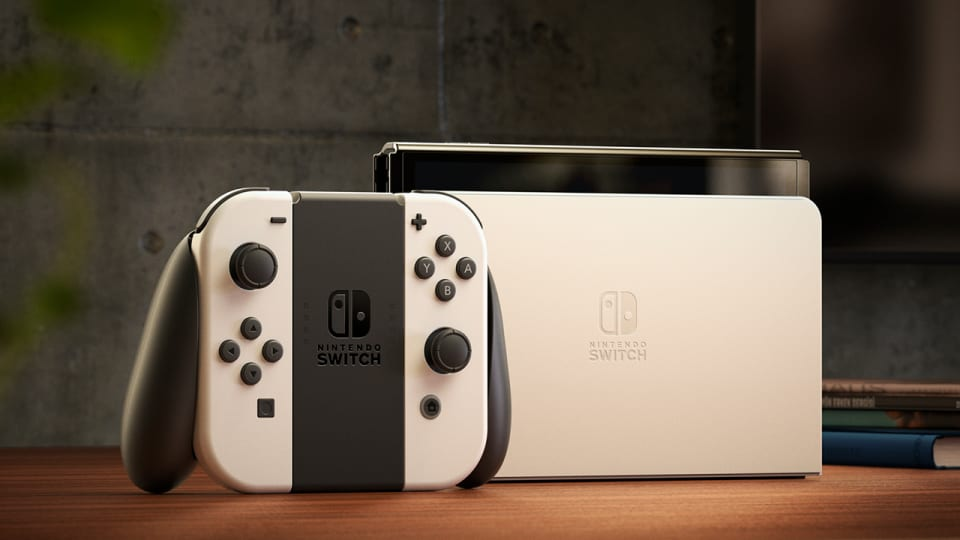 X
Y
A
B
NINTENDO
SWITCH
NINTENDO
SWITCH